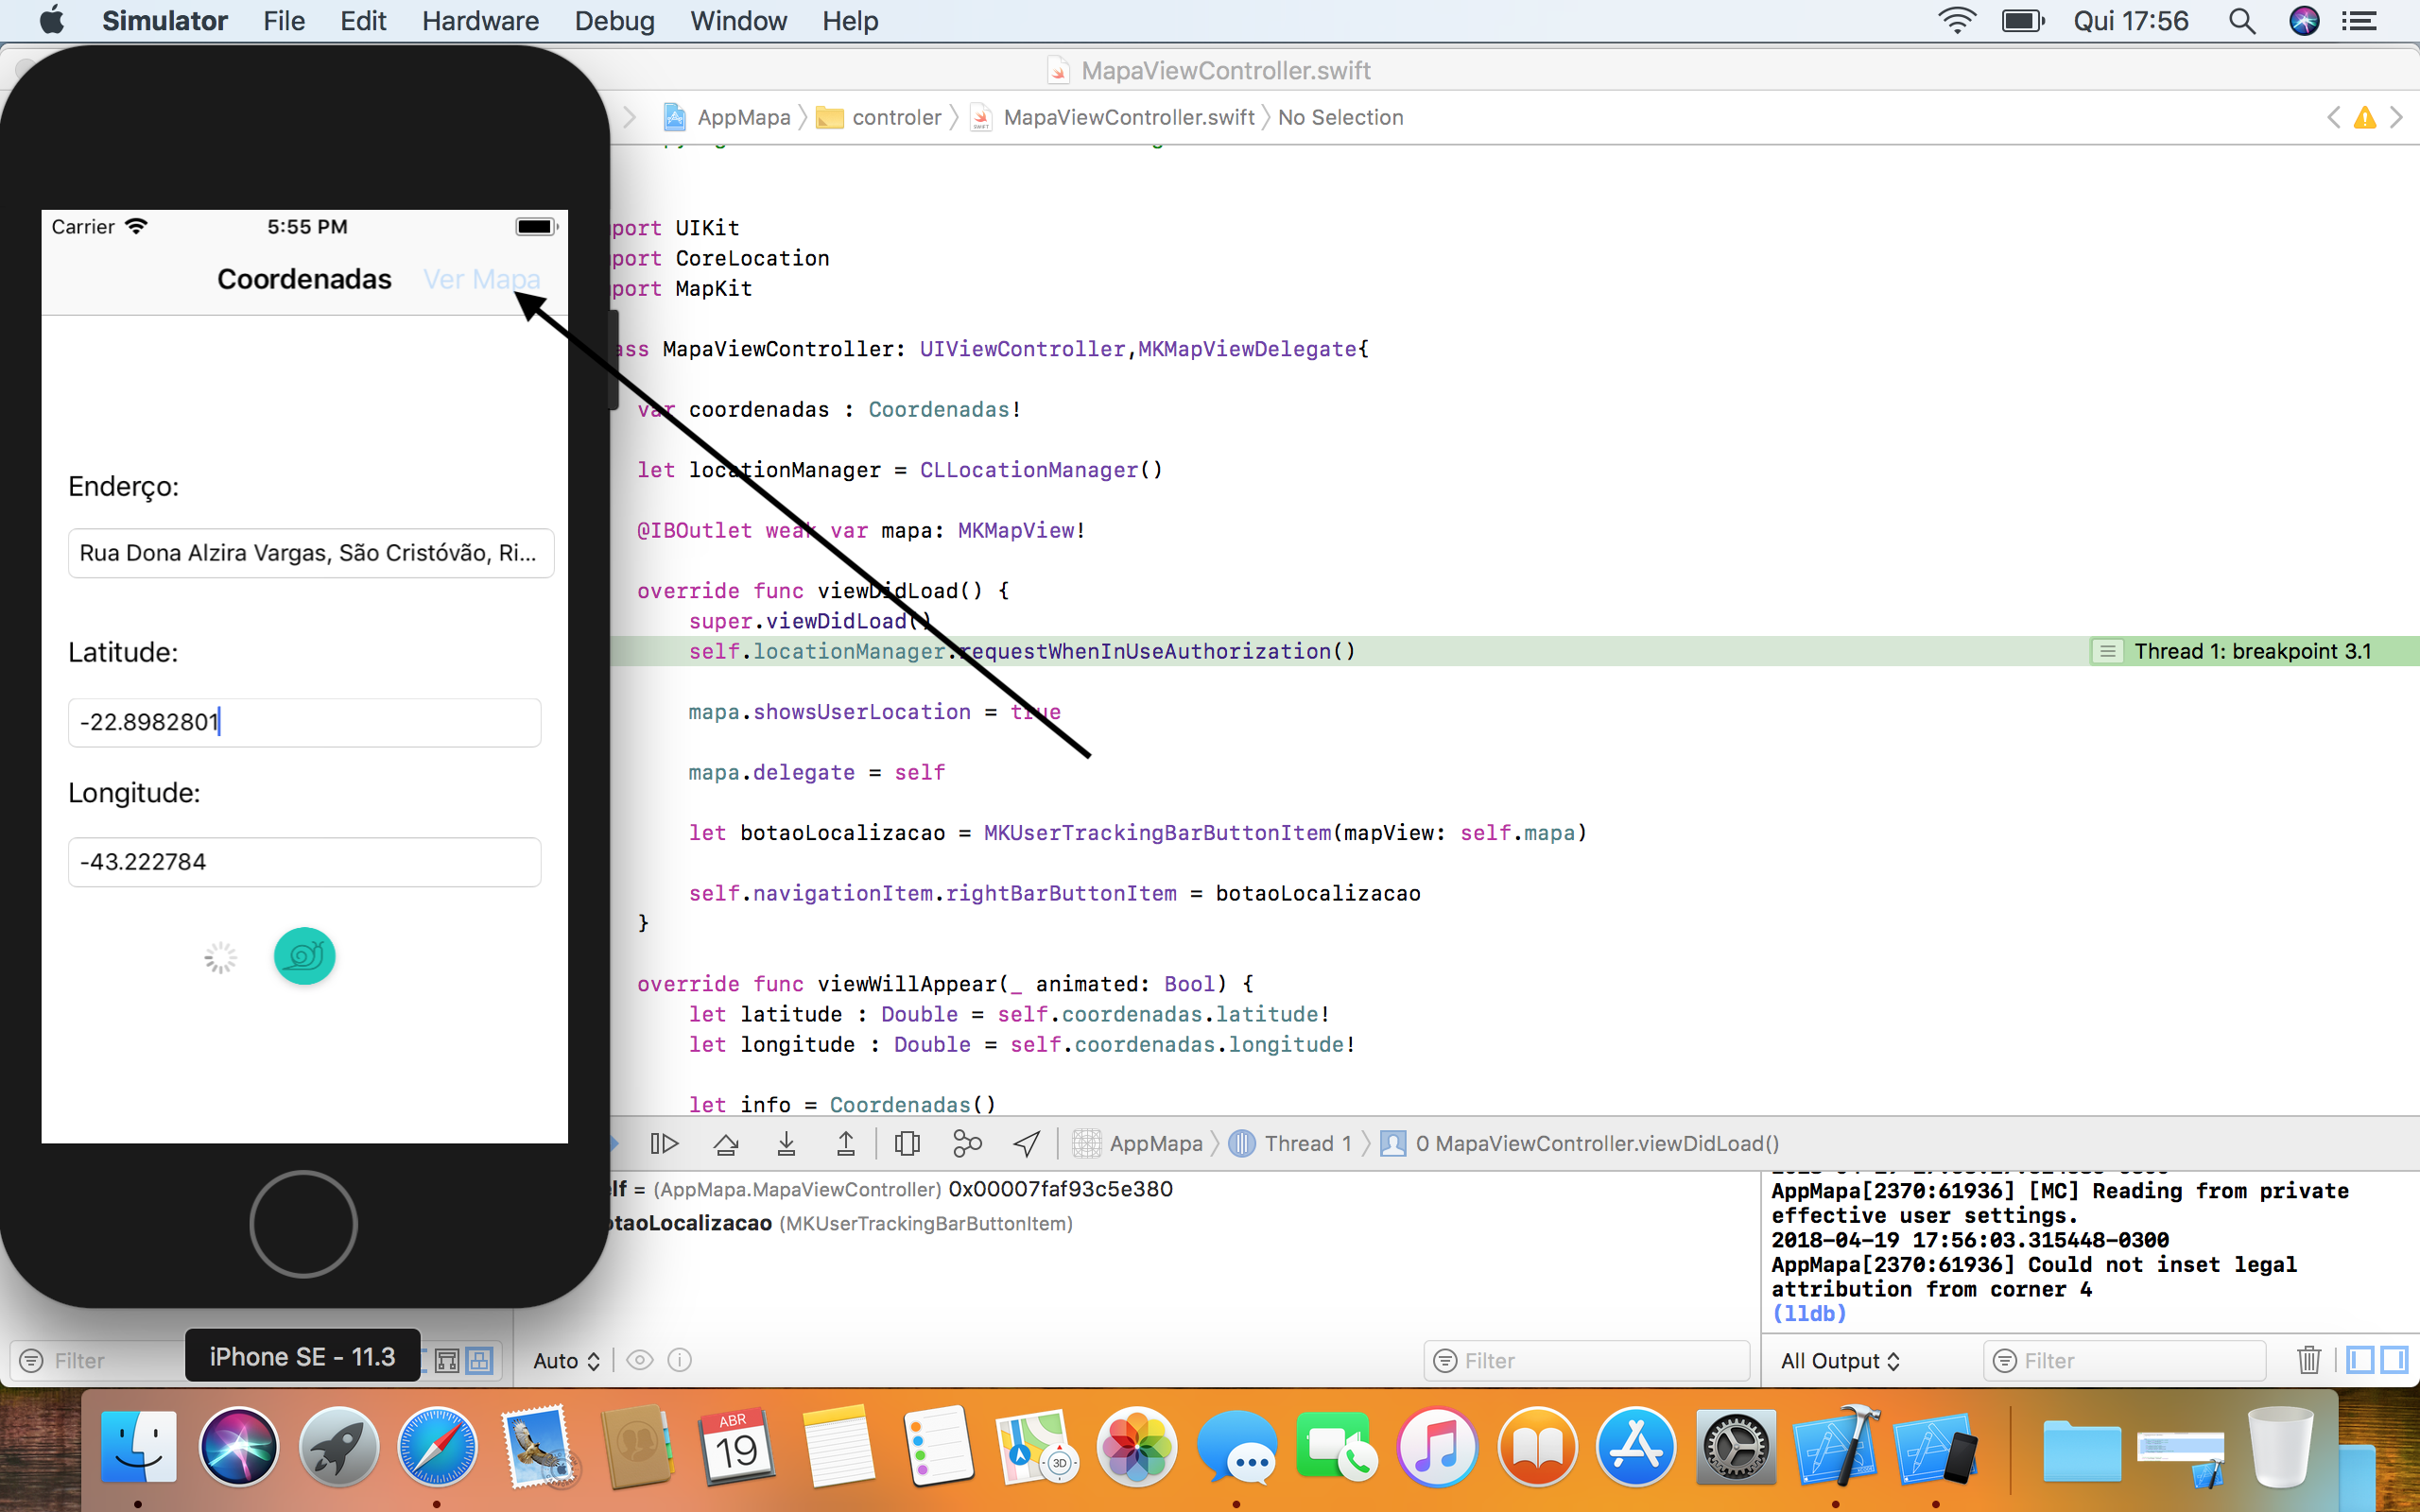 Simulator File Edit Hardware Debug Window Help Qui 17:56
MapaViewController.swift
AppMapa controler MapaViewController.swift No Selection
Carrier 5:55 PM
Coordenadas Ver Mapa
Enderço:
Rua Dona Alzira Vargas, São Cristóvão, Ri...
Latitude:
-22.8982801
Longitude:
-43.222784
iPhone SE - 11.3
port UIKit
port CoreLocation
port MapKit
ass MapaViewController: UIViewController,MKMapViewDelegate{
var coordenadas : Coordenadas!
let locationManager = CLLocationManager()
@IBOutlet weak var mapa: MKMapView!
override func viewDidLoad() {
super.viewDidLoad()
self.locationManager.requestWhenInUseAuthorization() Thread 1: breakpoint 3.1
mapa.showsUserLocation = true
mapa.delegate = self
let botaoLocalizacao = MKUserTrackingBarButtonItem(mapView: self.mapa)
self.navigationItem.rightBarButtonItem = botaoLocalizacao
}
override func viewWillAppear(_ animated: Bool) {
let latitude : Double = self.coordenadas.latitude!
let longitude : Double = self.coordenadas.longitude!
let info = Coordenadas()
AppMapa Thread 1 0 MapaViewController.viewDidLoad()
lf = (AppMapa.MapaViewController) 0x00007faf93c5e380
otaoLocalizacao (MKUserTrackingBarButtonItem)
AppMapa[2370:61936] [MC] Reading from private
effective user settings.
2018-04-19 17:56:03.315448-0300
AppMapa[2370:61936] Could not inset legal
attribution from corner 4
(lldb)
Filter Auto Filter All Output Filter
ABR
19
3D